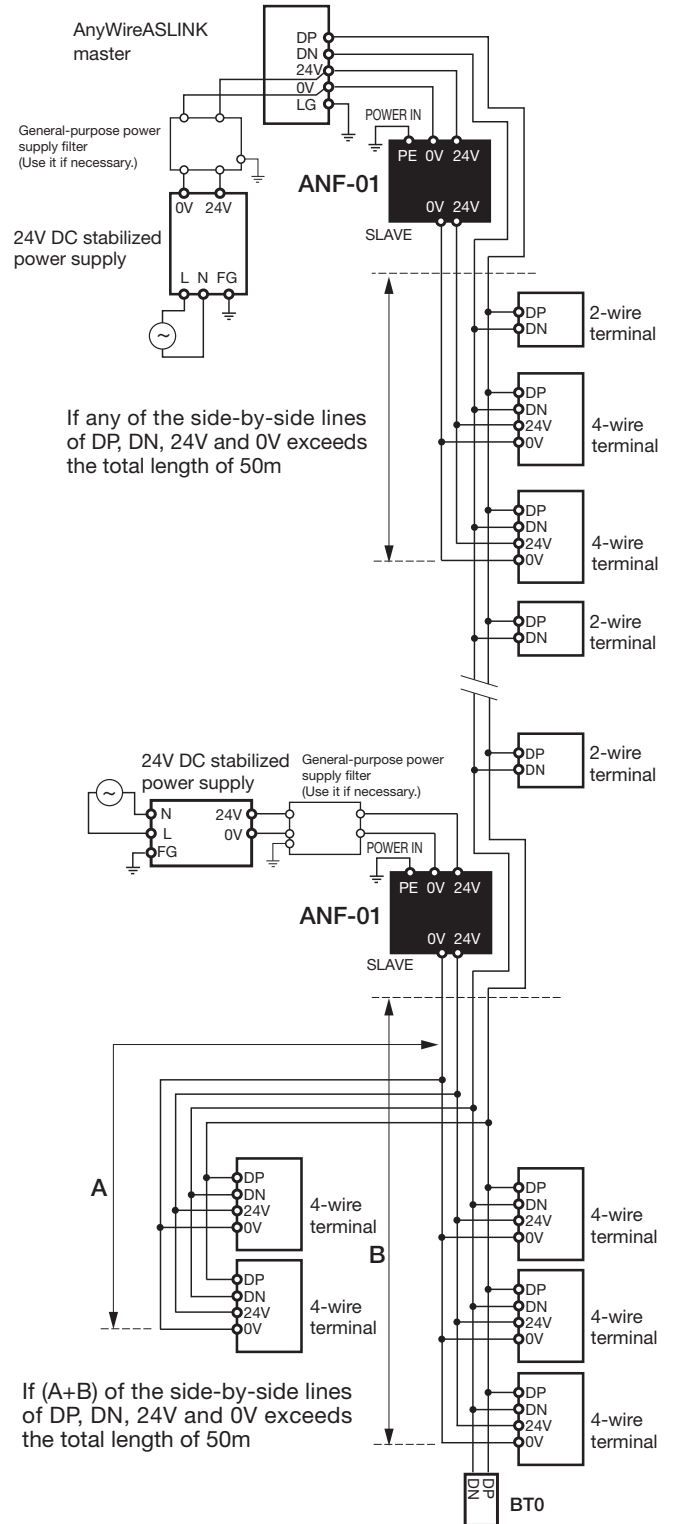 AnyWireASLINK
master
DP
DN
24V
0V
LG
General-purpose power
supply filter
(Use it if necessary.)
0V 24V
24V DC stabilized
power supply
L N FG
~
POWER IN
PE 0V 24V
ANF-01
0V 24V
SLAVE
If any of the side-by-side lines
of DP, DN, 24V and 0V exceeds
the total length of 50m
DP
DN
2-wire
terminal
DP
DN
24V
0V
4-wire
terminal
DP
DN
24V
0V
4-wire
terminal
DP
DN
2-wire
terminal
DP
DN
2-wire
terminal
24V DC stabilized
power supply
General-purpose power
supply filter
(Use it if necessary.)
~
N
L
FG
24V
0V
POWER IN
PE 0V 24V
ANF-01
0V 24V
SLAVE
A
B
DP
DN
24V
0V
4-wire
terminal
DP
DN
24V
0V
4-wire
terminal
DP
DN
24V
0V
4-wire
terminal
DP
DN
24V
0V
4-wire
terminal
DP
DN
24V
0V
4-wire
terminal
If (A+B) of the side-by-side lines
of DP, DN, 24V and 0V exceeds
the total length of 50m
DP
DN
BT0